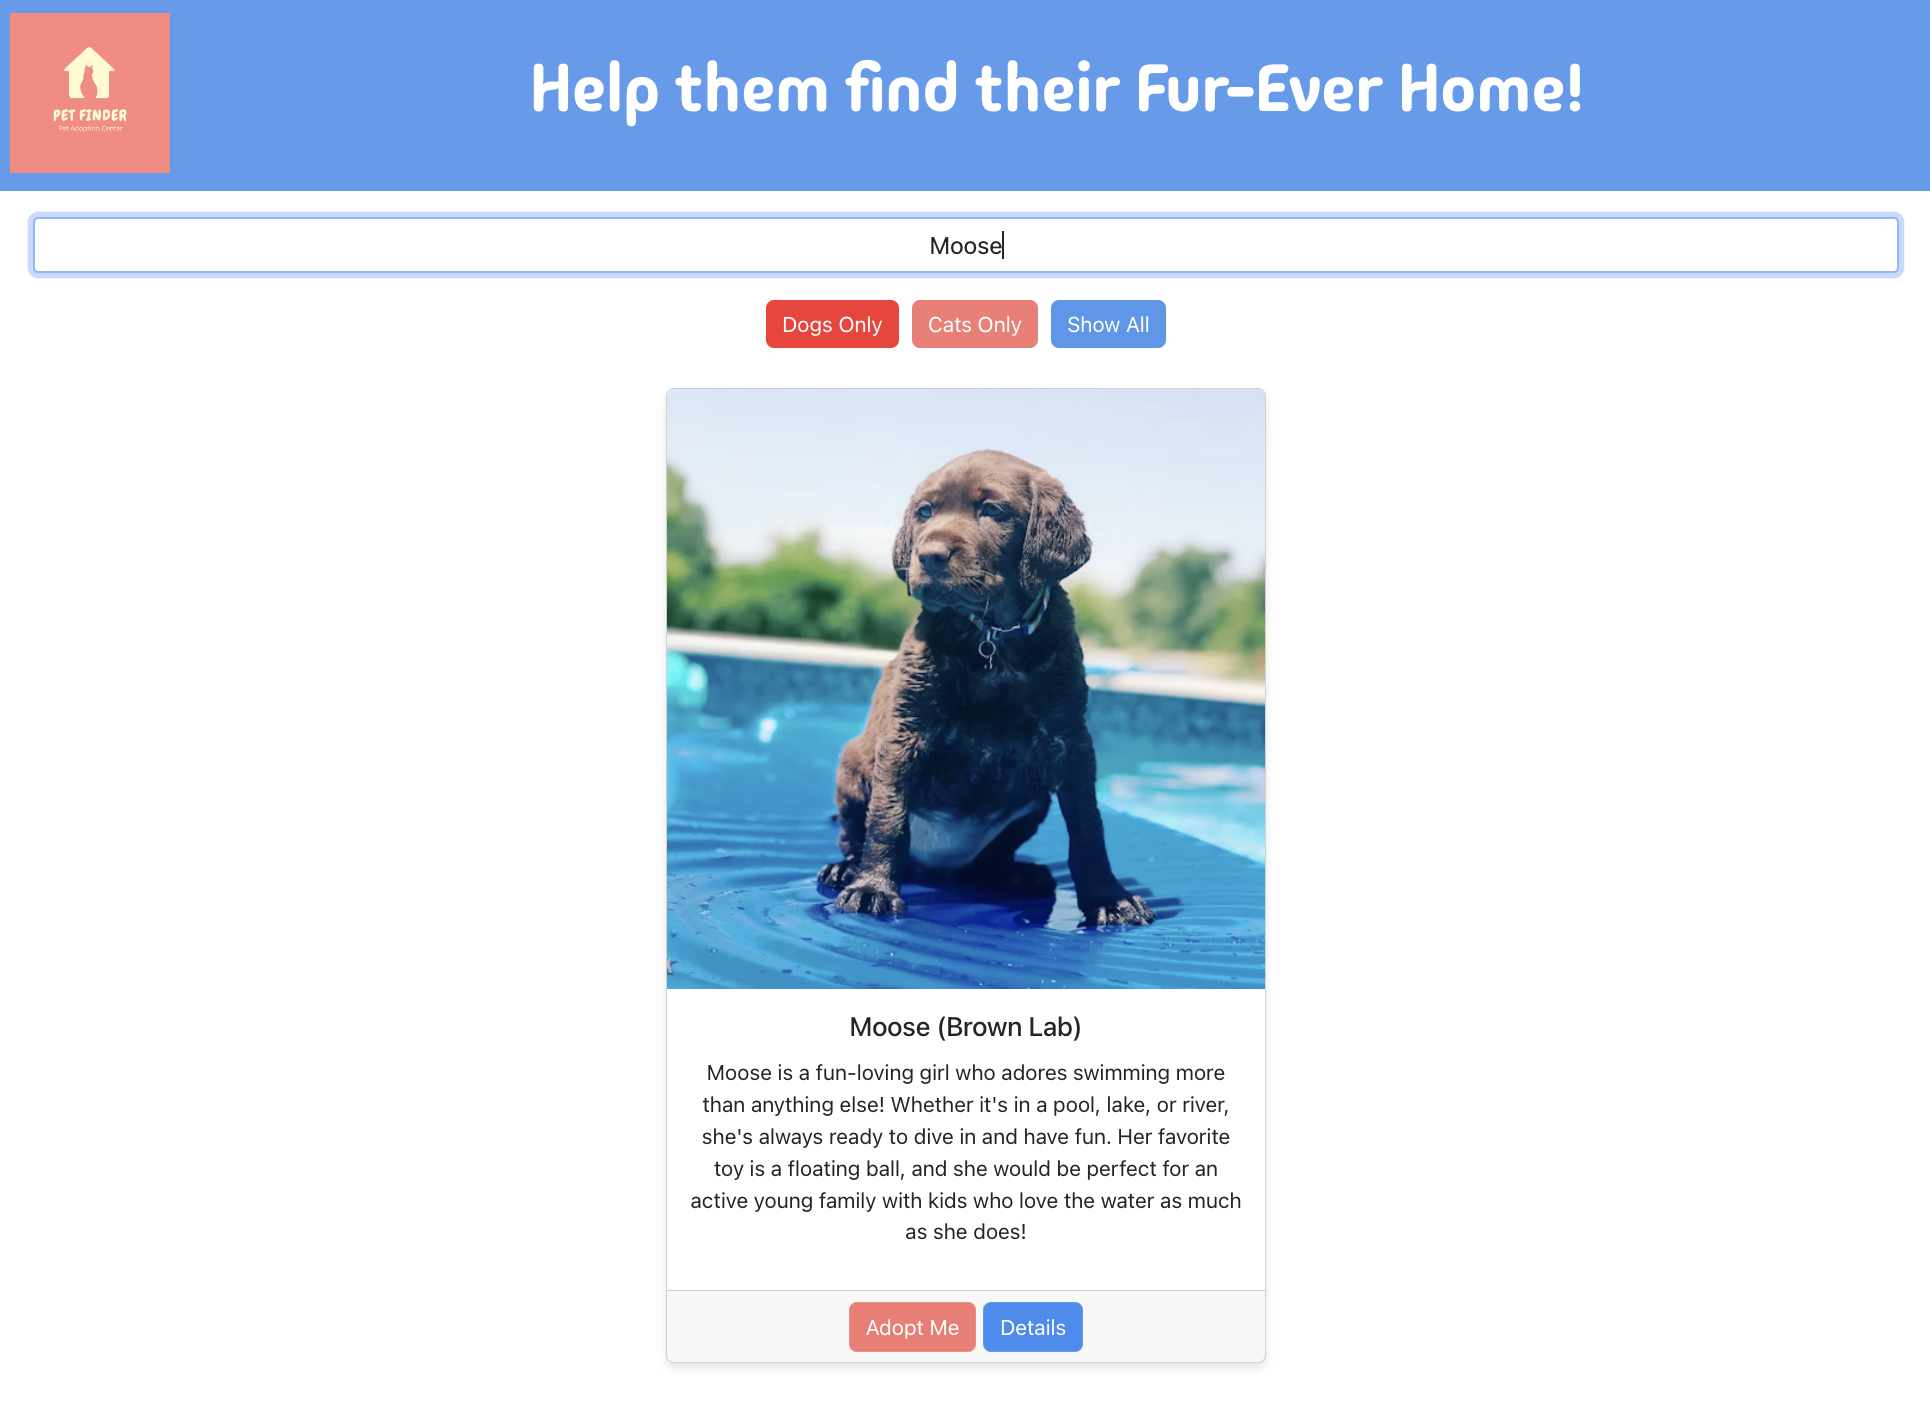 PET FINDER
Pet Adoption Center
Help them find their Fur-Ever Home!
Moose
Dogs Only
Cats Only
Show All
Moose (Brown Lab)
Moose is a fun-loving girl who adores swimming more
than anything else! Whether it's in a pool, lake, or river,
she's always ready to dive in and have fun. Her favorite
toy is a floating ball, and she would be perfect for an
active young family with kids who love the water as much
as she does!
Adopt Me
Details